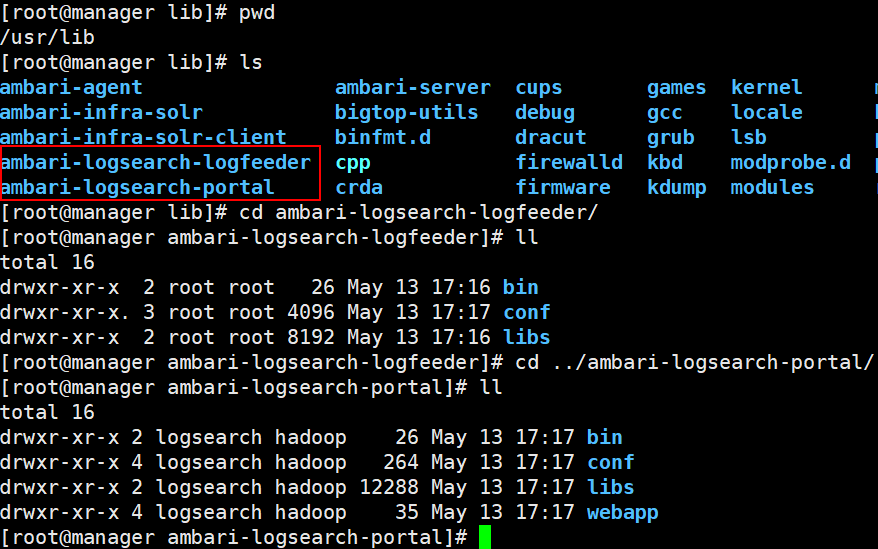 [root@manager lib]# pwd
/usr/lib
[root@manager lib]# ls
ambari-agent                ambari-server  cups       games   kernel
ambari-infra-solr           bigtop-utils   debug      gcc     locale
ambari-infra-solr-client    binfmt.d       dracut     grub    lsb
ambari-logsearch-logfeeder  cpp            firewalld  kbd     modprobe.d
ambari-logsearch-portal     crda           firmware   kdump   modules
[root@manager lib]# cd ambari-logsearch-logfeeder/
[root@manager ambari-logsearch-logfeeder]# ll
total 16
drwxr-xr-x  2 root root   26 May 13 17:16 bin
drwxr-xr-x. 3 root root 4096 May 13 17:17 conf
drwxr-xr-x  2 root root 8192 May 13 17:16 libs
[root@manager ambari-logsearch-logfeeder]# cd ../ambari-logsearch-portal/
[root@manager ambari-logsearch-portal]# ll
total 16
drwxr-xr-x 2 logsearch hadoop    26 May 13 17:17 bin
drwxr-xr-x 4 logsearch hadoop   264 May 13 17:17 conf
drwxr-xr-x 2 logsearch hadoop 12288 May 13 17:17 libs
drwxr-xr-x 4 logsearch hadoop    35 May 13 17:17 webapp
[root@manager ambari-logsearch-portal]#